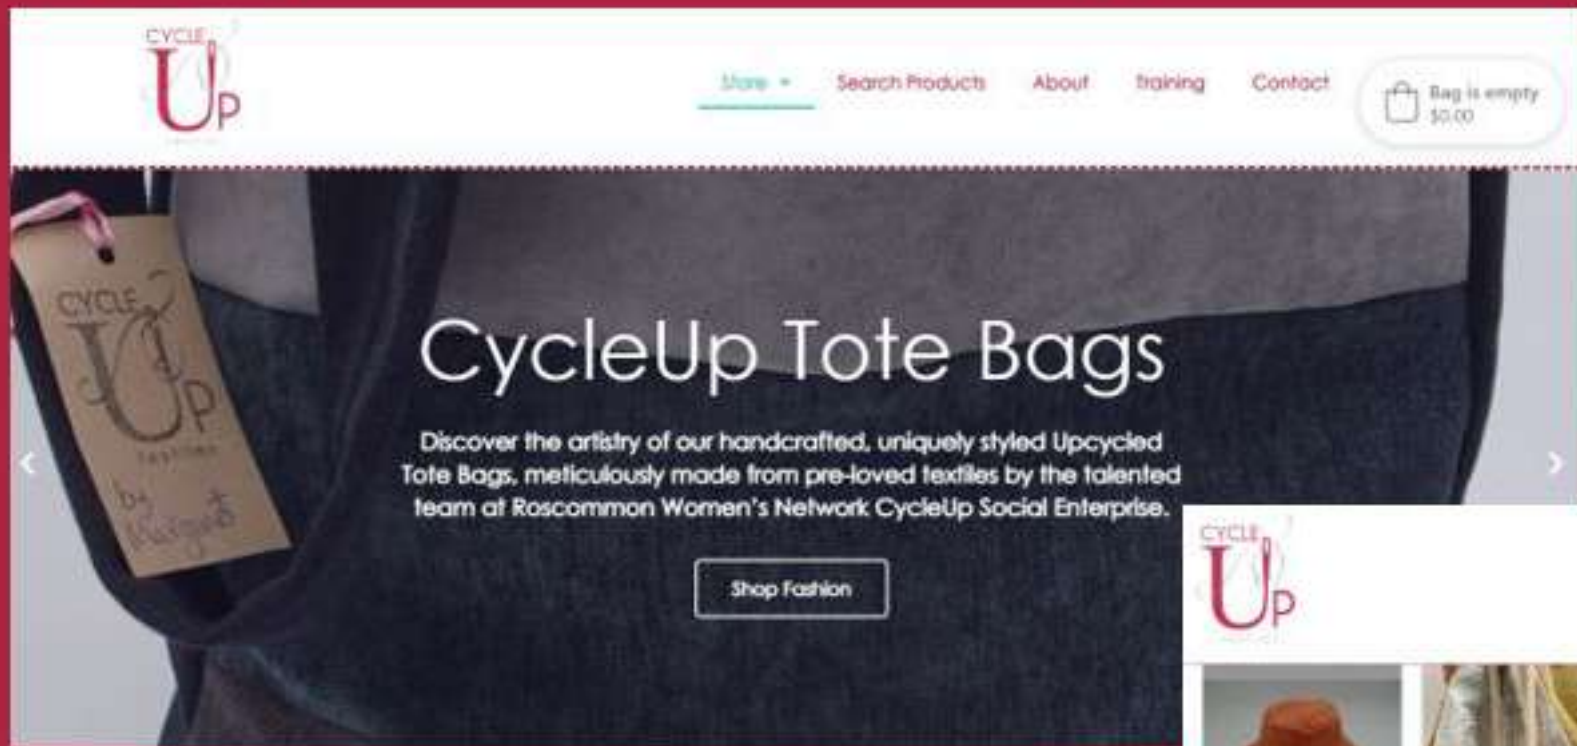 CYCLE
UP
Store
Search Products
About
Training
Contact
Bag is empty
$0.00
CYCLE
UP
textiles
by
CycleUp Tote Bags
Discover the artistry of our handcrafted, uniquely styled Upcycled
Tote Bags, meticulously made from pre-loved textiles by the talented
team at Roscommon Women's Network CycleUp Social Enterprise.
Shop Fashion
CYCLE
UP